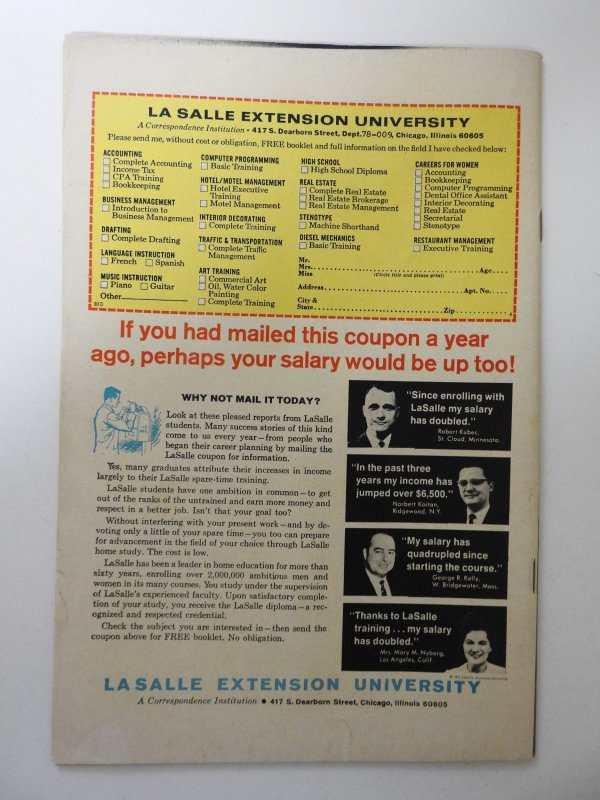 LA SALLE EXTENSION UNIVERSITY
A Correspondence Institution • 417 S. Dearborn Street, Dept. 78-009, Chicago, Illinois 60605
Please send me, without cost or obligation, FREE booklet and full information on the field I have checked below:
ACCOUNTING
Complete Accounting
Income Tax
CPA Training
Bookkeeping
BUSINESS MANAGEMENT
Introduction to
Business Management
DRAFTING
Complete Drafting
LANGUAGE INSTRUCTION
French Spanish
MUSIC INSTRUCTION
Piano Guitar
Other
810
COMPUTER PROGRAMMING
Basic Training
HOTEL/MOTEL MANAGEMENT
Hotel Executive
Training
Motel Management
INTERIOR DECORATING
Complete Training
TRAFFIC & TRANSPORTATION
Complete Traffic
Management
ART TRAINING
Commercial Art
Oil, Water Color
Painting
Complete Training
HIGH SCHOOL
High School Diploma
REAL ESTATE
Complete Real Estate
Real Estate Brokerage
Real Estate Management
STENOTYPE
Machine Shorthand
DIESEL MECHANICS
Basic Training
CAREERS FOR WOMEN
Accounting
Bookkeeping
Computer Programming
Dental Office Assistant
Interior Decorating
Real Estate
Secretarial
Stenotype
RESTAURANT MANAGEMENT
Executive Training
Mr.
Mrs. Age
Miss (Circle title and please print)
Address Apt. No.
City &
State Zip
If you had mailed this coupon a year
ago, perhaps your salary would be up too!
WHY NOT MAIL IT TODAY?
Look at these pleased reports from LaSalle
students. Many success stories of this kind
come to us every year—from people who
began their career planning by mailing the
LaSalle coupon for information.
Yes, many graduates attribute their increases in income
largely to their LaSalle spare-time training.
LaSalle students have one ambition in common—to get
out of the ranks of the untrained and earn more money and
respect in a better job. Isn't that your goal too?
Without interfering with your present work—and by de-
voting only a little of your spare time—you too can prepare
for advancement in the field of your choice through LaSalle
home study. The cost is low.
LaSalle has been a leader in home education for more than
sixty years, enrolling over 2,000,000 ambitious men and
women in its many courses. You study under the supervision
of LaSalle's experienced faculty. Upon satisfactory comple-
tion of your study, you receive the LaSalle diploma—a rec-
ognized and respected credential.
Check the subject you are interested in—then send the
coupon above for FREE booklet. No obligation.
"Since enrolling with
LaSalle my salary
has doubled."
Robert Kubec,
St. Cloud, Minnesota.
"In the past three
years my income has
jumped over $6,500."
Norbert Kaitan,
Ridgewood, N.Y.
"My salary has
quadrupled since
starting the course."
George R. Kelly,
W. Bridgewater, Mass.
"Thanks to LaSalle
training ... my salary
has doubled."
Mrs. Mary M. Nyberg,
Los Angeles, Calif.
LASALLE EXTENSION UNIVERSITY
A Correspondence Institution • 417 S. Dearborn Street, Chicago, Illinois 60605